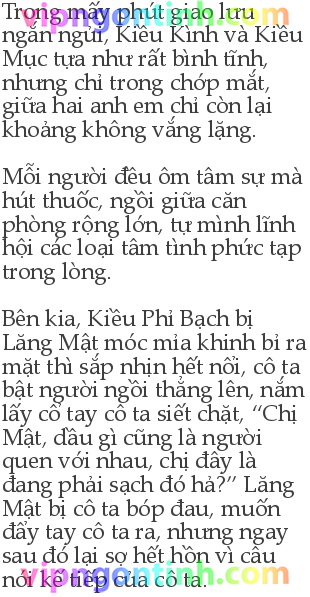 Trong mấy phút giao lưu
ngắn ngủi, Kiều Kình và Kiều
Mục tựa như rất bình tĩnh,
nhưng chỉ trong chớp mắt,
giữa hai anh em chỉ còn lại
khoảng không vắng lặng.
Mỗi người đều ôm tâm sự mà
hút thuốc, ngồi giữa căn
phòng rộng lớn, tự mình lĩnh
hội các loại tâm tình phức tạp
trong lòng.
Bên kia, Kiều Phỉ Bạch bị
Lăng Mật móc mỉa khinh bỉ ra
mặt thì sắp nhịn hết nổi, cô ta
bật người ngồi thẳng lên, nắm
lấy cổ tay cô ta siết chặt, “Chị
Mật, dầu gì cũng là người
quen với nhau, chị đây là
đang phải sạch đó hả?” Lăng
Mật bị cô ta bóp đau, muốn
đẩy tay cô ta ra, nhưng ngay
sau đó lại sợ hết hồn vì câu
nói kế tiếp của cô ta.
vipngontinh.com
vipngontinh.com